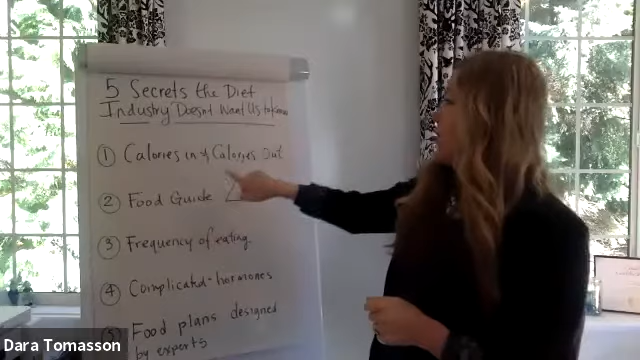 5 Secrets the Diet
Industry Doesn't Want Us to Know
① Calories in & Calories Out
② Food Guide
③ Frequency of eating
④ Complicated - hormones
Food plans designed
by experts
Dara Tomasson